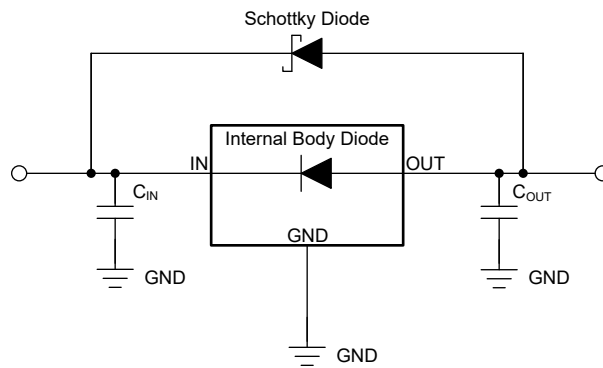 Schottky Diode
Internal Body Diode
IN
OUT
CIN
COUT
GND
GND
GND
GND